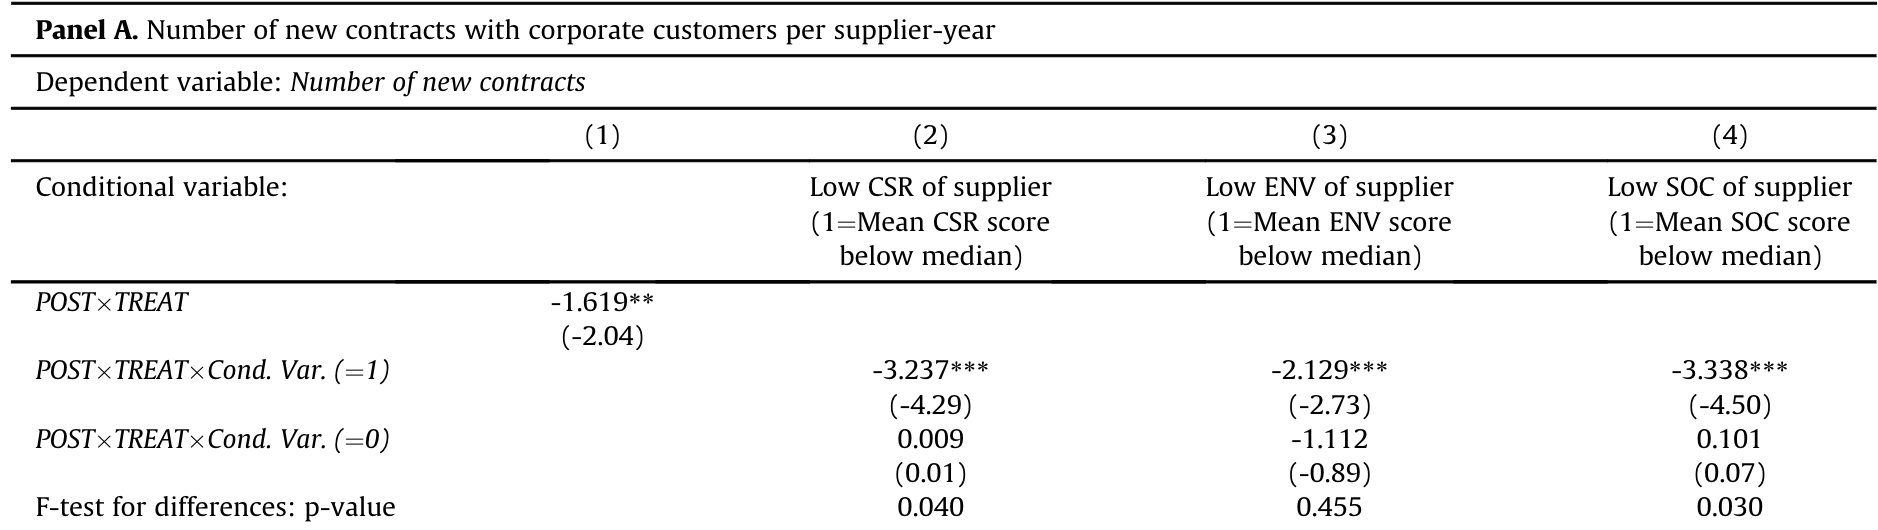 Panel A. Number of new contracts with corporate customers per supplier-year
Dependent variable: Number of new contracts
(1) (2) (3) (4)
Conditional variable: Low CSR of supplier Low ENV of supplier Low SOC of supplier
(1=Mean CSR score (1=Mean ENV score (1=Mean SOC score
below median) below median) below median)
POST×TREAT -1.619**
(-2.04)
POST×TREAT×Cond. Var. (=1) -3.237*** -2.129*** -3.338***
(-4.29) (-2.73) (-4.50)
POST×TREAT×Cond. Var. (=0) 0.009 -1.112 0.101
(0.01) (-0.89) (0.07)
F-test for differences: p-value 0.040 0.455 0.030